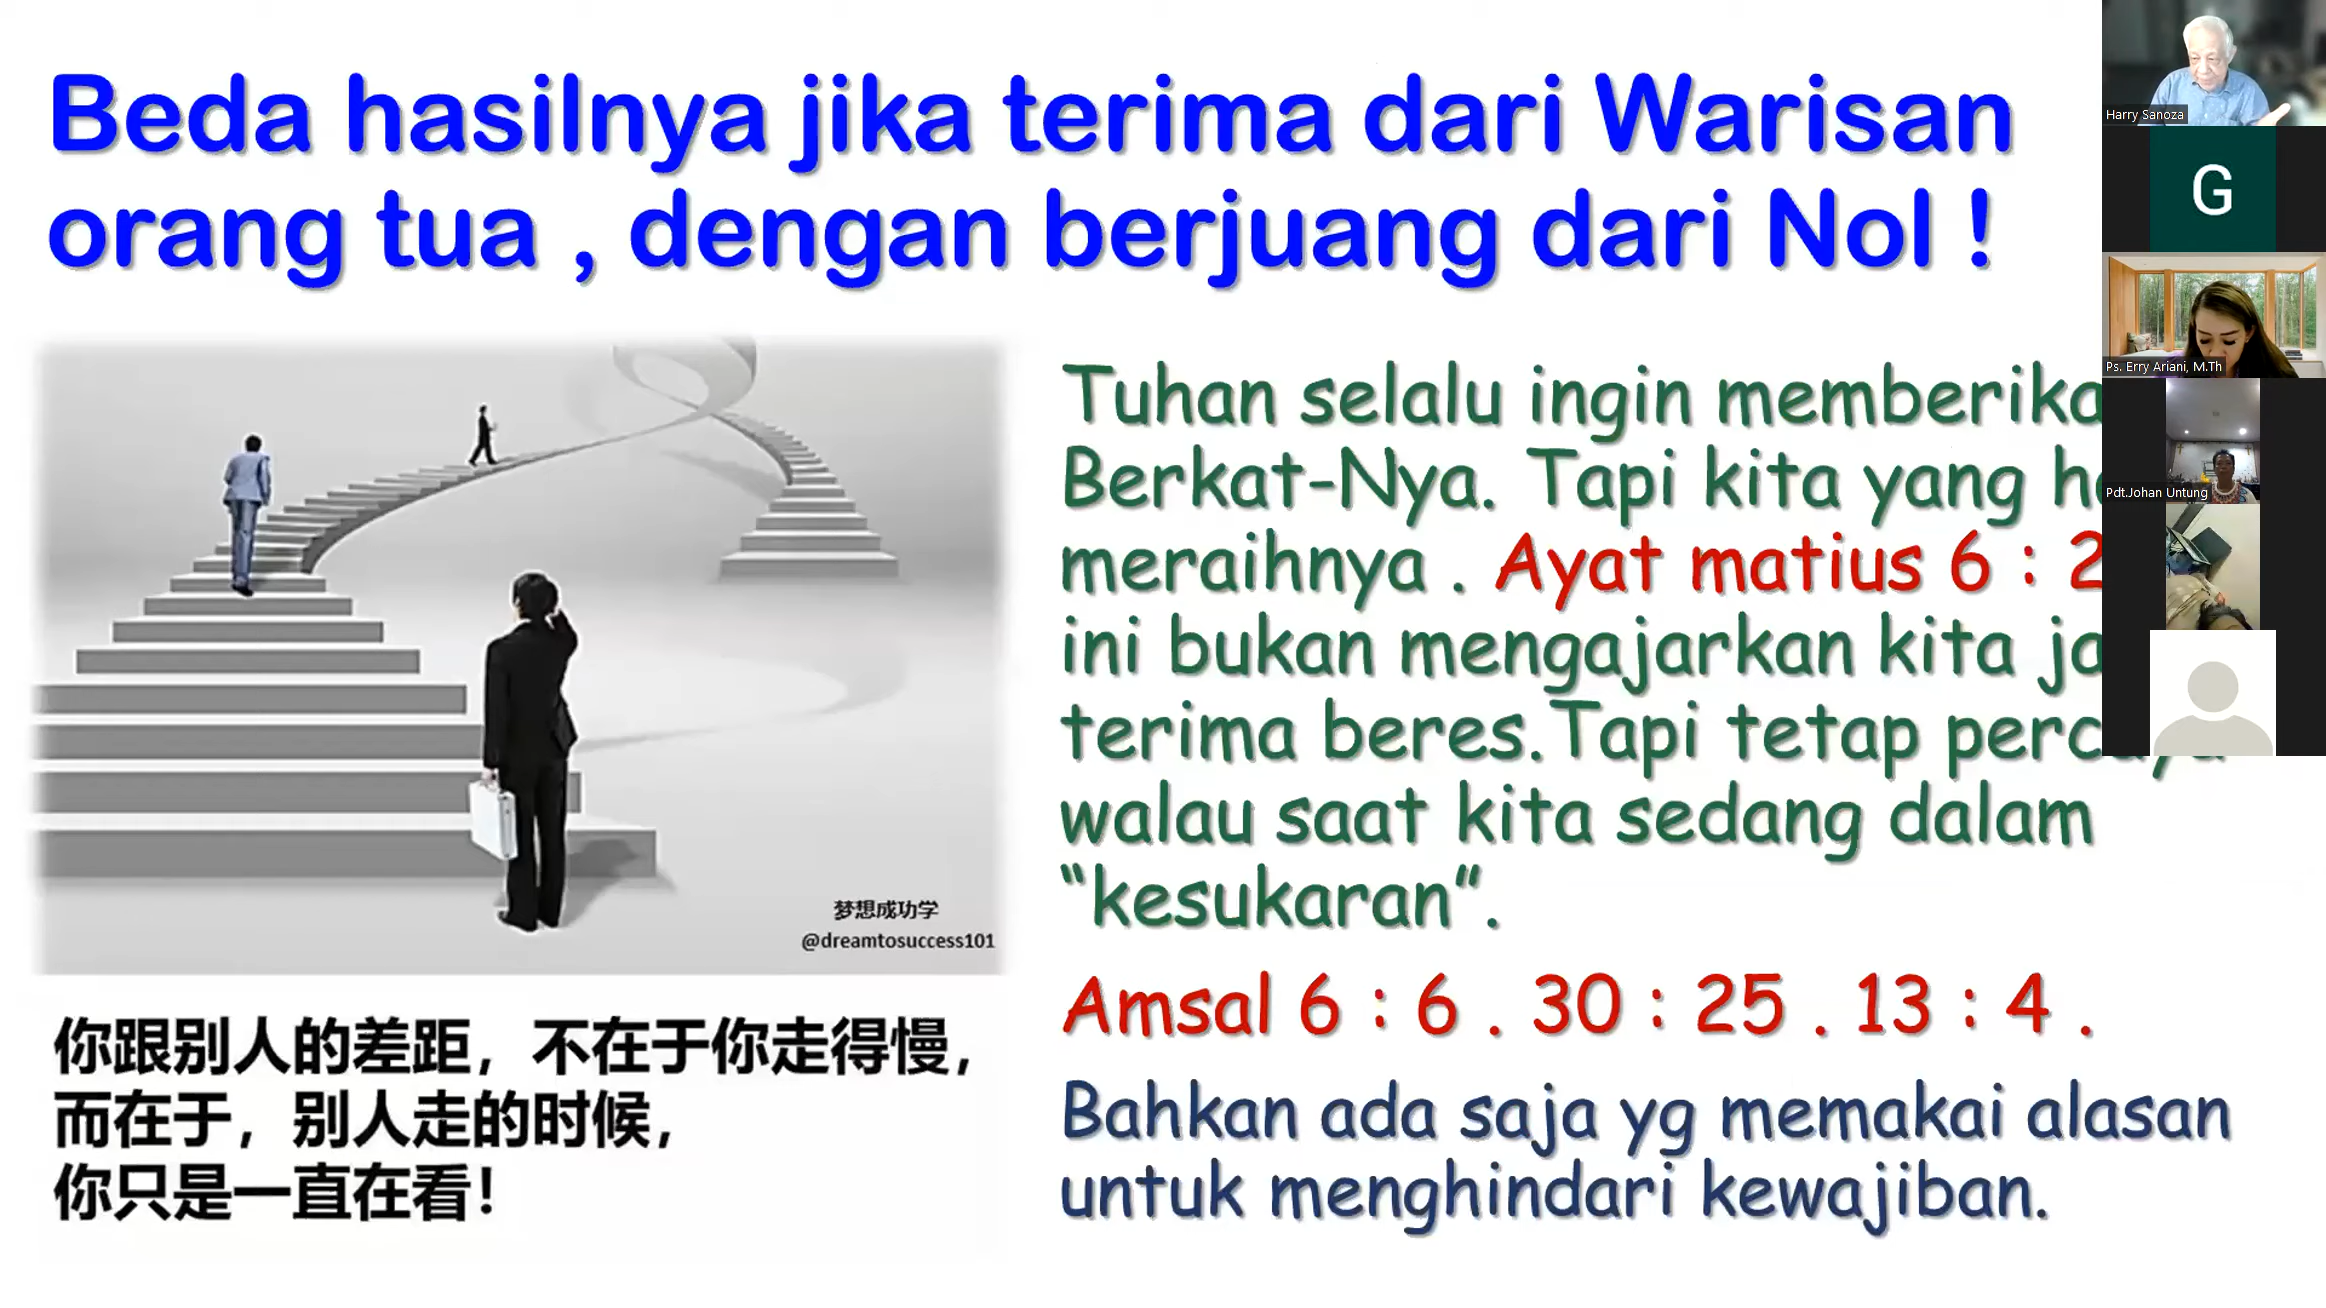 Beda hasilnya jika terima dari Warisan
orang tua , dengan berjuang dari Nol !
Tuhan selalu ingin
Berkat-Nya. Tapi kita yang
meraihnya . Ayat matius 6 :
ini bukan mengajarkan kita
terima beres.Tapi tetap
walau saat kita sedang dalam
“kesukaran”.
Amsal 6 : 6 . 30 : 25 . 13 : 4 .
Bahkan ada saja yg memakai alasan
untuk menghindari kewajiban.
梦想成功学
@dreamtosuccess101
你跟别人的差距，不在于你走得慢，
而在于，别人走的时候，
你只是一直在看！
Harry Sanoza
G
Ps. Erry Ariani, M.Th
Pdt.Johan Untung